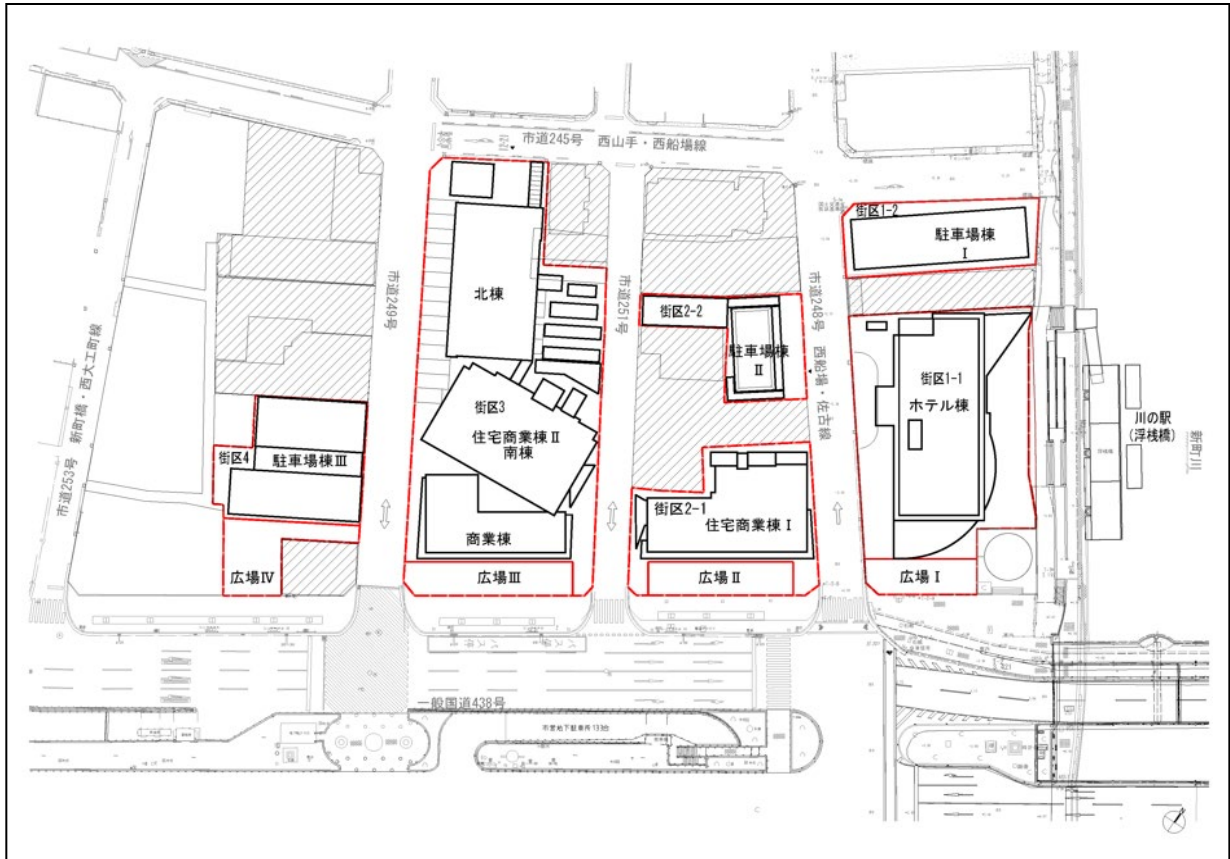 市道245号 西山手・西船場線
街区1-2
駐車場棟
Ⅰ
北棟
市道249号
市道251号
市道248号 西船場・佐古線
街区2-2
駐車場棟
Ⅱ
街区1-1
ホテル棟
川の駅
(浮桟橋)
新町川
市道253号 新町橋・西大工町線
街区3
住宅商業棟Ⅱ
南棟
街区4
駐車場棟Ⅲ
商業棟
街区2-1
住宅商業棟Ⅰ
広場Ⅳ
広場Ⅲ
広場Ⅱ
広場Ⅰ
一般国道438号
市営地下駐車場133台